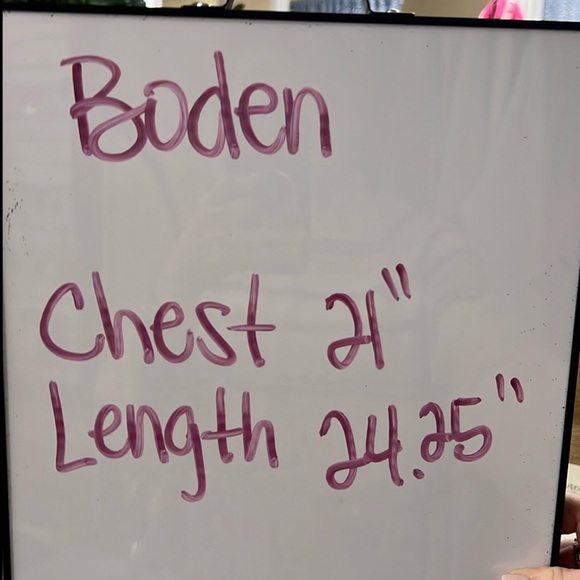 Boden
Chest 21"
Length 24.25"